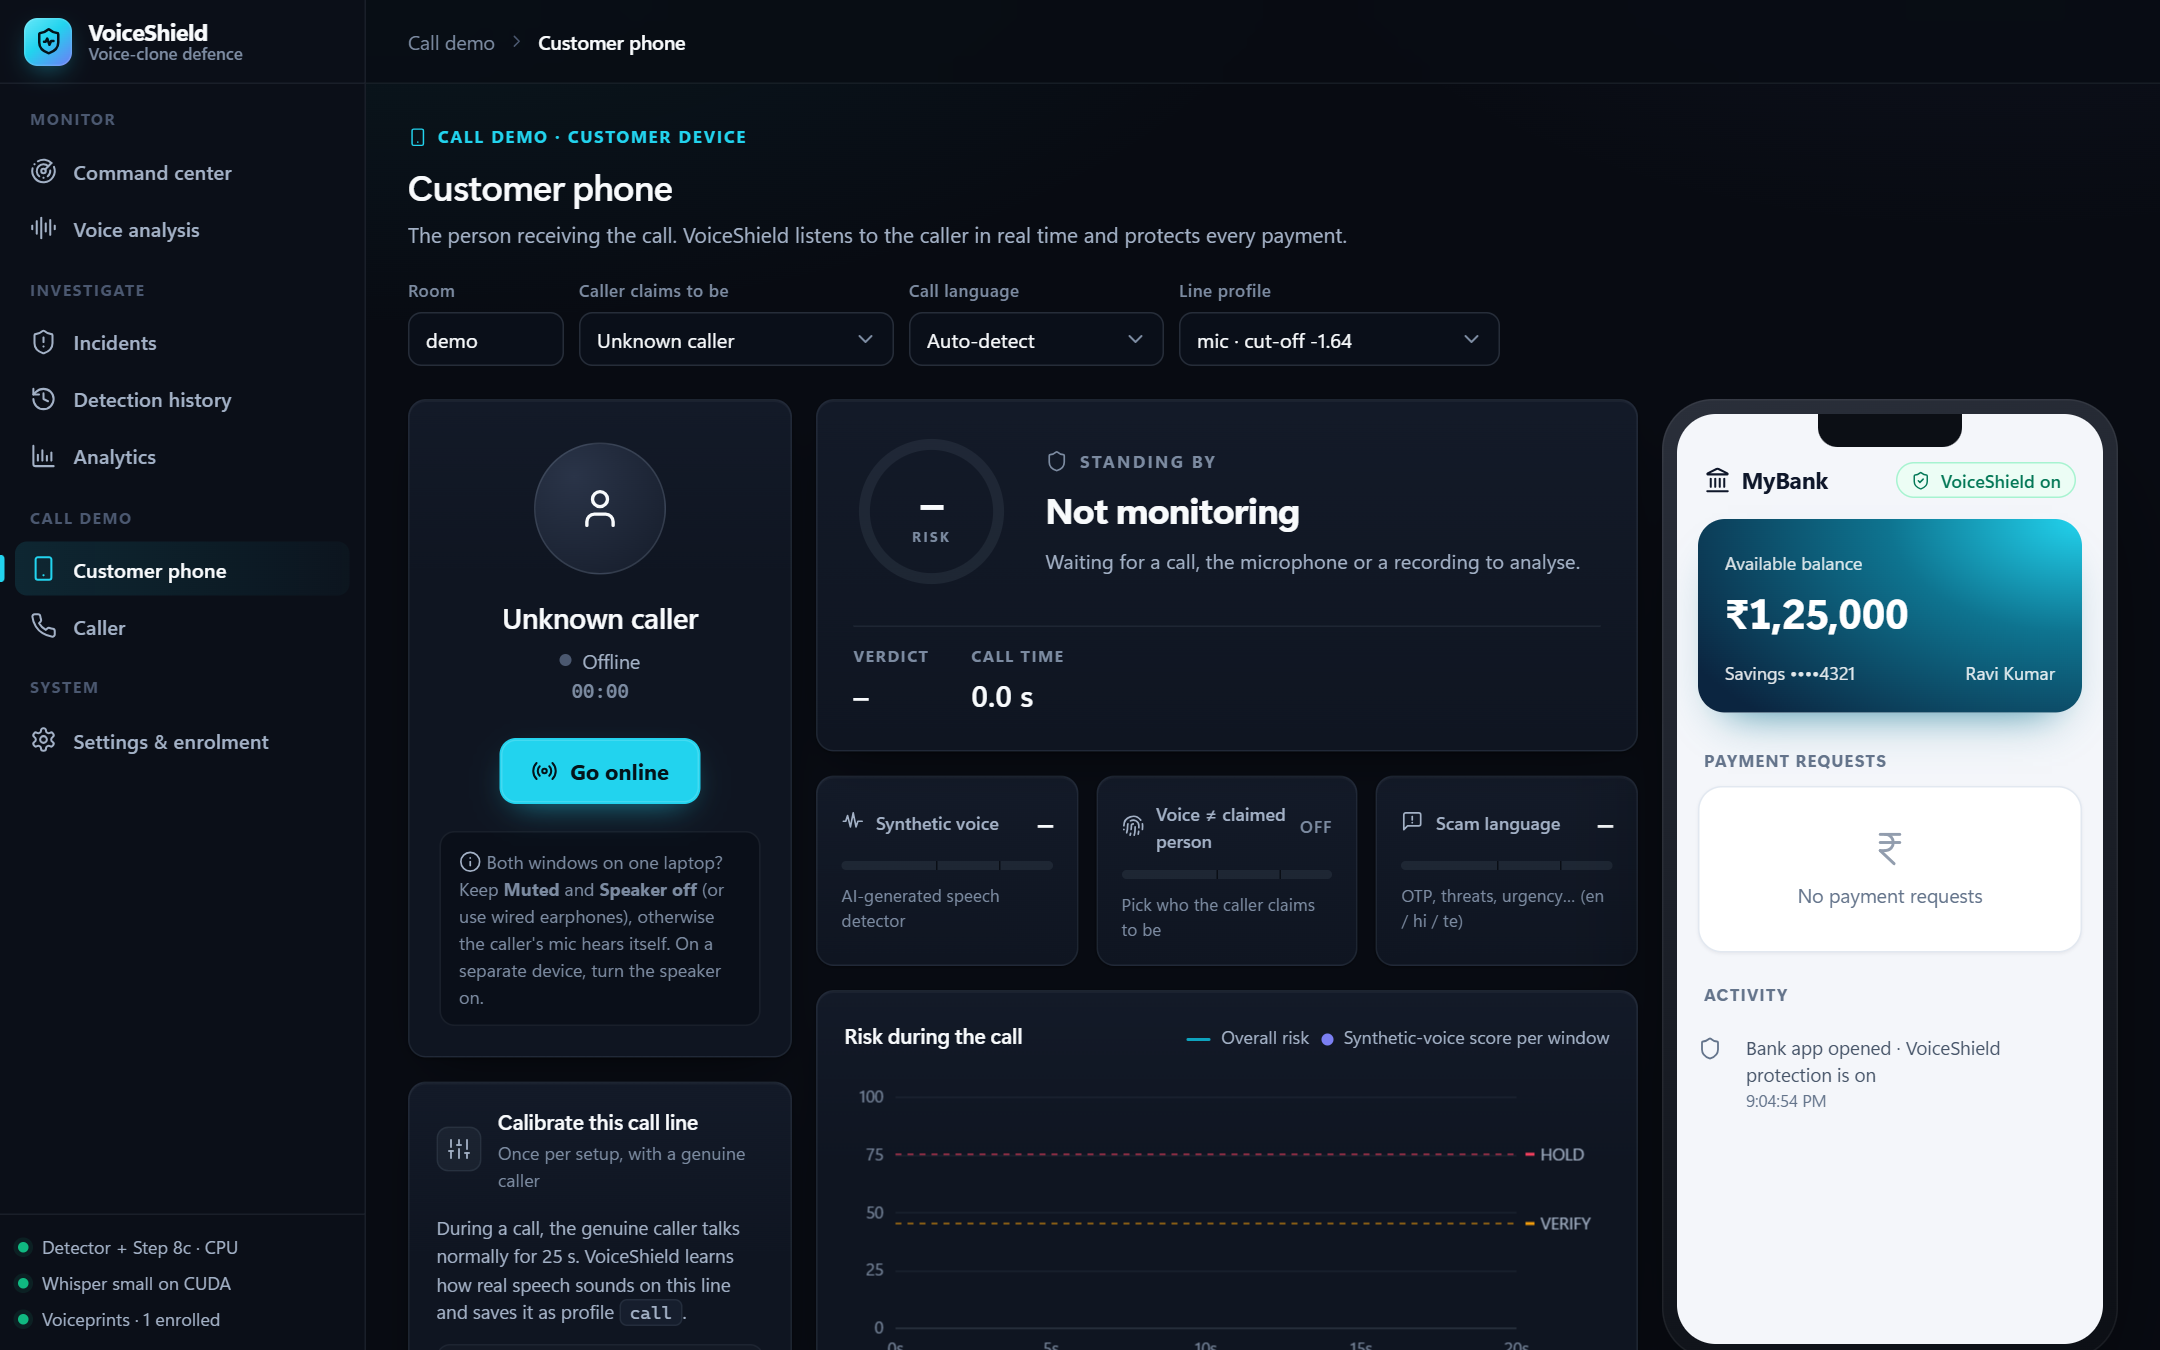 VoiceShield
Voice-clone defence
MONITOR
Command center
Voice analysis
INVESTIGATE
Incidents
Detection history
Analytics
CALL DEMO
Customer phone
Caller
SYSTEM
Settings & enrolment
Detector + Step 8c · CPU
Whisper small on CUDA
Voiceprints · 1 enrolled
Call demo > Customer phone
CALL DEMO · CUSTOMER DEVICE
Customer phone
The person receiving the call. VoiceShield listens to the caller in real time and protects every payment.
Room
demo
Caller claims to be
Unknown caller
Call language
Auto-detect
Line profile
mic · cut-off -1.64
Unknown caller
Offline
00:00
Go online
Both windows on one laptop?
Keep Muted and Speaker off (or
use wired earphones), otherwise
the caller's mic hears itself. On a
separate device, turn the speaker
on.
Calibrate this call line
Once per setup, with a genuine
caller
During a call, the genuine caller talks
normally for 25 s. VoiceShield learns
how real speech sounds on this line
and saves it as profile call.
–
RISK
STANDING BY
Not monitoring
Waiting for a call, the microphone or a recording to analyse.
VERDICT
–
CALL TIME
0.0 s
Synthetic voice –
AI-generated speech
detector
Voice ≠ claimed
person
OFF
Pick who the caller claims
to be
Scam language –
OTP, threats, urgency... (en
/ hi / te)
Risk during the call
Overall risk
Synthetic-voice score per window
100
75
HOLD
50
VERIFY
25
0
0s 5s 10s 15s 20s
MyBank
VoiceShield on
Available balance
₹1,25,000
Savings ••••4321
Ravi Kumar
PAYMENT REQUESTS
₹
No payment requests
ACTIVITY
Bank app opened · VoiceShield
protection is on
9:04:54 PM